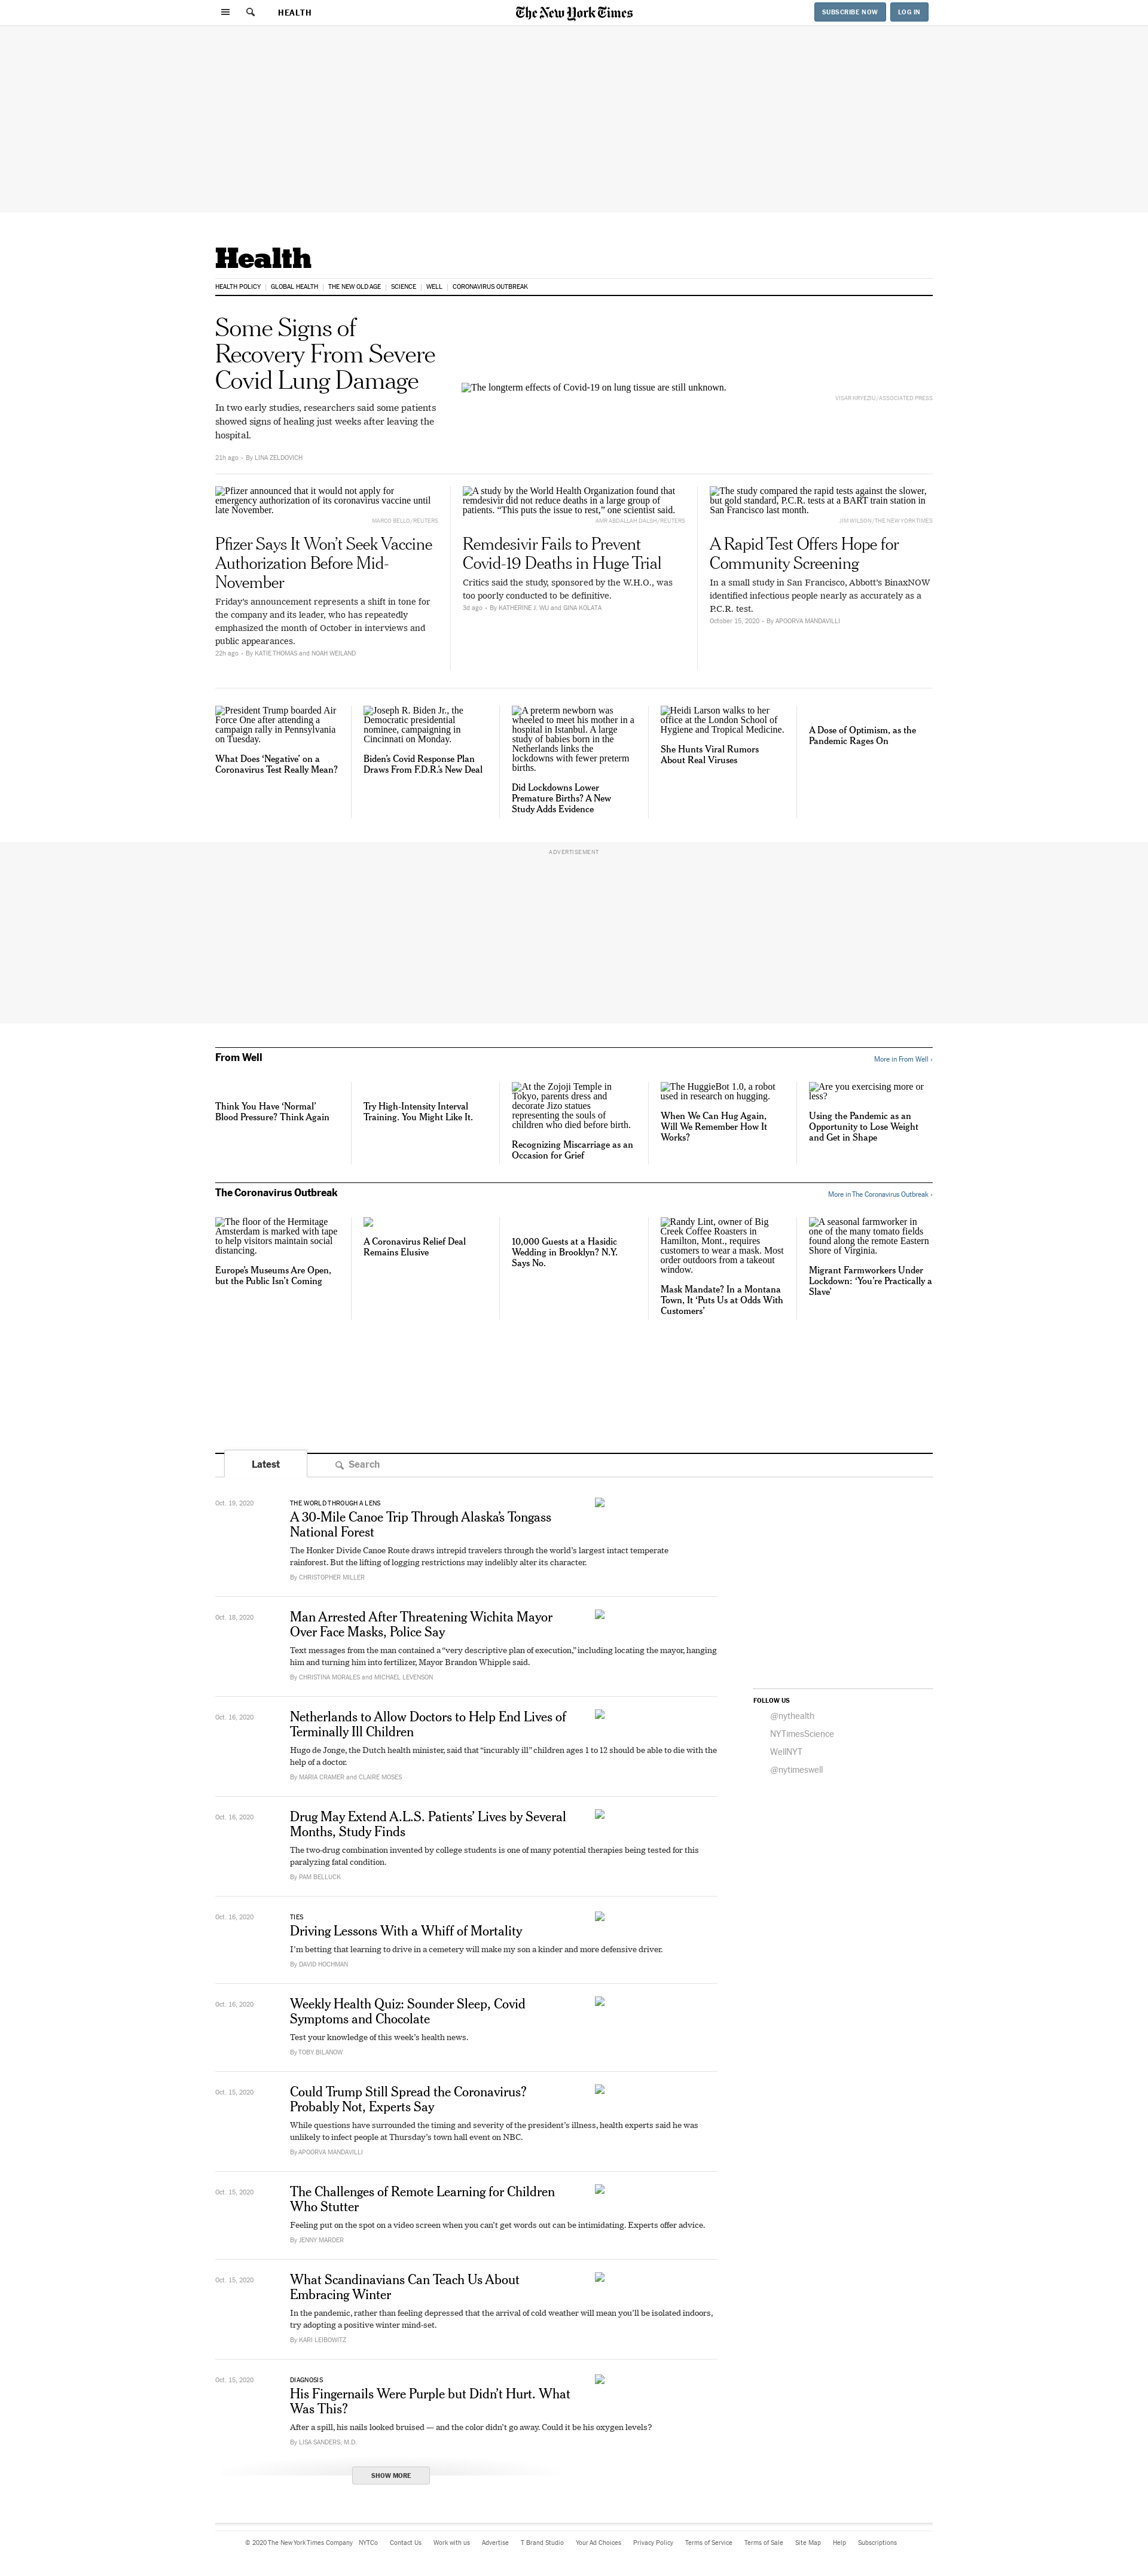 HEALTH
The New York Times
SUBSCRIBE NOW
LOG IN
Health
HEALTH POLICY
GLOBAL HEALTH
THE NEW OLD AGE
SCIENCE
WELL
CORONAVIRUS OUTBREAK
Some Signs of
Recovery From Severe
Covid Lung Damage
In two early studies, researchers said some patients
showed signs of healing just weeks after leaving the
hospital.
21h ago - By LINA ZELDOVICH
The longterm effects of Covid-19 on lung tissue are still unknown.
VISAR KRYEZIU/ASSOCIATED PRESS
Pfizer announced that it would not apply for
emergency authorization of its coronavirus vaccine until
late November.
MARCO BELLO/REUTERS
Pfizer Says It Won’t Seek Vaccine
Authorization Before Mid-
November
Friday’s announcement represents a shift in tone for
the company and its leader, who has repeatedly
emphasized the month of October in interviews and
public appearances.
22h ago - By KATIE THOMAS and NOAH WEILAND
A study by the World Health Organization found that
remdesivir did not reduce deaths in a large group of
patients. “This puts the issue to rest,” one scientist said.
AMR ABDALLAH DALSH/REUTERS
Remdesivir Fails to Prevent
Covid-19 Deaths in Huge Trial
Critics said the study, sponsored by the W.H.O., was
too poorly conducted to be definitive.
3d ago - By KATHERINE J. WU and GINA KOLATA
The study compared the rapid tests against the slower,
but gold standard, P.C.R. tests at a BART train station in
San Francisco last month.
JIM WILSON/THE NEW YORK TIMES
A Rapid Test Offers Hope for
Community Screening
In a small study in San Francisco, Abbott’s BinaxNOW
identified infectious people nearly as accurately as a
P.C.R. test.
October 15, 2020 - By APOORVA MANDAVILLI
President Trump boarded Air
Force One after attending a
campaign rally in Pennsylvania
on Tuesday.
What Does ‘Negative’ on a
Coronavirus Test Really Mean?
Joseph R. Biden Jr., the
Democratic presidential
nominee, campaigning in
Cincinnati on Monday.
Biden’s Covid Response Plan
Draws From F.D.R.’s New Deal
A preterm newborn was
wheeled to meet his mother in a
hospital in Istanbul. A large
study of babies born in the
Netherlands links the
lockdowns with fewer preterm
births.
Did Lockdowns Lower
Premature Births? A New
Study Adds Evidence
Heidi Larson walks to her
office at the London School of
Hygiene and Tropical Medicine.
She Hunts Viral Rumors
About Real Viruses
A Dose of Optimism, as the
Pandemic Rages On
ADVERTISEMENT
From Well
More in From Well ›
Think You Have ‘Normal’
Blood Pressure? Think Again
Try High-Intensity Interval
Training. You Might Like It.
At the Zojoji Temple in
Tokyo, parents dress and
decorate Jizo statues
representing the souls of
children who died before birth.
Recognizing Miscarriage as an
Occasion for Grief
The HuggieBot 1.0, a robot
used in research on hugging.
When We Can Hug Again,
Will We Remember How It
Works?
Are you exercising more or
less?
Using the Pandemic as an
Opportunity to Lose Weight
and Get in Shape
The Coronavirus Outbreak
More in The Coronavirus Outbreak ›
The floor of the Hermitage
Amsterdam is marked with tape
to help visitors maintain social
distancing.
Europe’s Museums Are Open,
but the Public Isn’t Coming
A Coronavirus Relief Deal
Remains Elusive
10,000 Guests at a Hasidic
Wedding in Brooklyn? N.Y.
Says No.
Randy Lint, owner of Big
Creek Coffee Roasters in
Hamilton, Mont., requires
customers to wear a mask. Most
order outdoors from a takeout
window.
Mask Mandate? In a Montana
Town, It ‘Puts Us at Odds With
Customers’
A seasonal farmworker in
one of the many tomato fields
found along the remote Eastern
Shore of Virginia.
Migrant Farmworkers Under
Lockdown: ‘You’re Practically a
Slave’
Latest
Search
Oct. 19, 2020
THE WORLD THROUGH A LENS
A 30-Mile Canoe Trip Through Alaska’s Tongass
National Forest
The Honker Divide Canoe Route draws intrepid travelers through the world’s largest intact temperate
rainforest. But the lifting of logging restrictions may indelibly alter its character.
By CHRISTOPHER MILLER
Oct. 18, 2020
Man Arrested After Threatening Wichita Mayor
Over Face Masks, Police Say
Text messages from the man contained a “very descriptive plan of execution,” including locating the mayor, hanging
him and turning him into fertilizer, Mayor Brandon Whipple said.
By CHRISTINA MORALES and MICHAEL LEVENSON
Oct. 16, 2020
Netherlands to Allow Doctors to Help End Lives of
Terminally Ill Children
Hugo de Jonge, the Dutch health minister, said that “incurably ill” children ages 1 to 12 should be able to die with the
help of a doctor.
By MARIA CRAMER and CLAIRE MOSES
Oct. 16, 2020
Drug May Extend A.L.S. Patients’ Lives by Several
Months, Study Finds
The two-drug combination invented by college students is one of many potential therapies being tested for this
paralyzing fatal condition.
By PAM BELLUCK
Oct. 16, 2020
TIES
Driving Lessons With a Whiff of Mortality
I’m betting that learning to drive in a cemetery will make my son a kinder and more defensive driver.
By DAVID HOCHMAN
Oct. 16, 2020
Weekly Health Quiz: Sounder Sleep, Covid
Symptoms and Chocolate
Test your knowledge of this week’s health news.
By TOBY BILANOW
Oct. 15, 2020
Could Trump Still Spread the Coronavirus?
Probably Not, Experts Say
While questions have surrounded the timing and severity of the president’s illness, health experts said he was
unlikely to infect people at Thursday’s town hall event on NBC.
By APOORVA MANDAVILLI
Oct. 15, 2020
The Challenges of Remote Learning for Children
Who Stutter
Feeling put on the spot on a video screen when you can’t get words out can be intimidating. Experts offer advice.
By JENNY MARDER
Oct. 15, 2020
What Scandinavians Can Teach Us About
Embracing Winter
In the pandemic, rather than feeling depressed that the arrival of cold weather will mean you’ll be isolated indoors,
try adopting a positive winter mind-set.
By KARI LEIBOWITZ
Oct. 15, 2020
DIAGNOSIS
His Fingernails Were Purple but Didn’t Hurt. What
Was This?
After a spill, his nails looked bruised — and the color didn’t go away. Could it be his oxygen levels?
By LISA SANDERS, M.D.
SHOW MORE
FOLLOW US
@nythealth
NYTimesScience
WellNYT
@nytimeswell
© 2020 The New York Times Company
NYTCo
Contact Us
Work with us
Advertise
T Brand Studio
Your Ad Choices
Privacy Policy
Terms of Service
Terms of Sale
Site Map
Help
Subscriptions